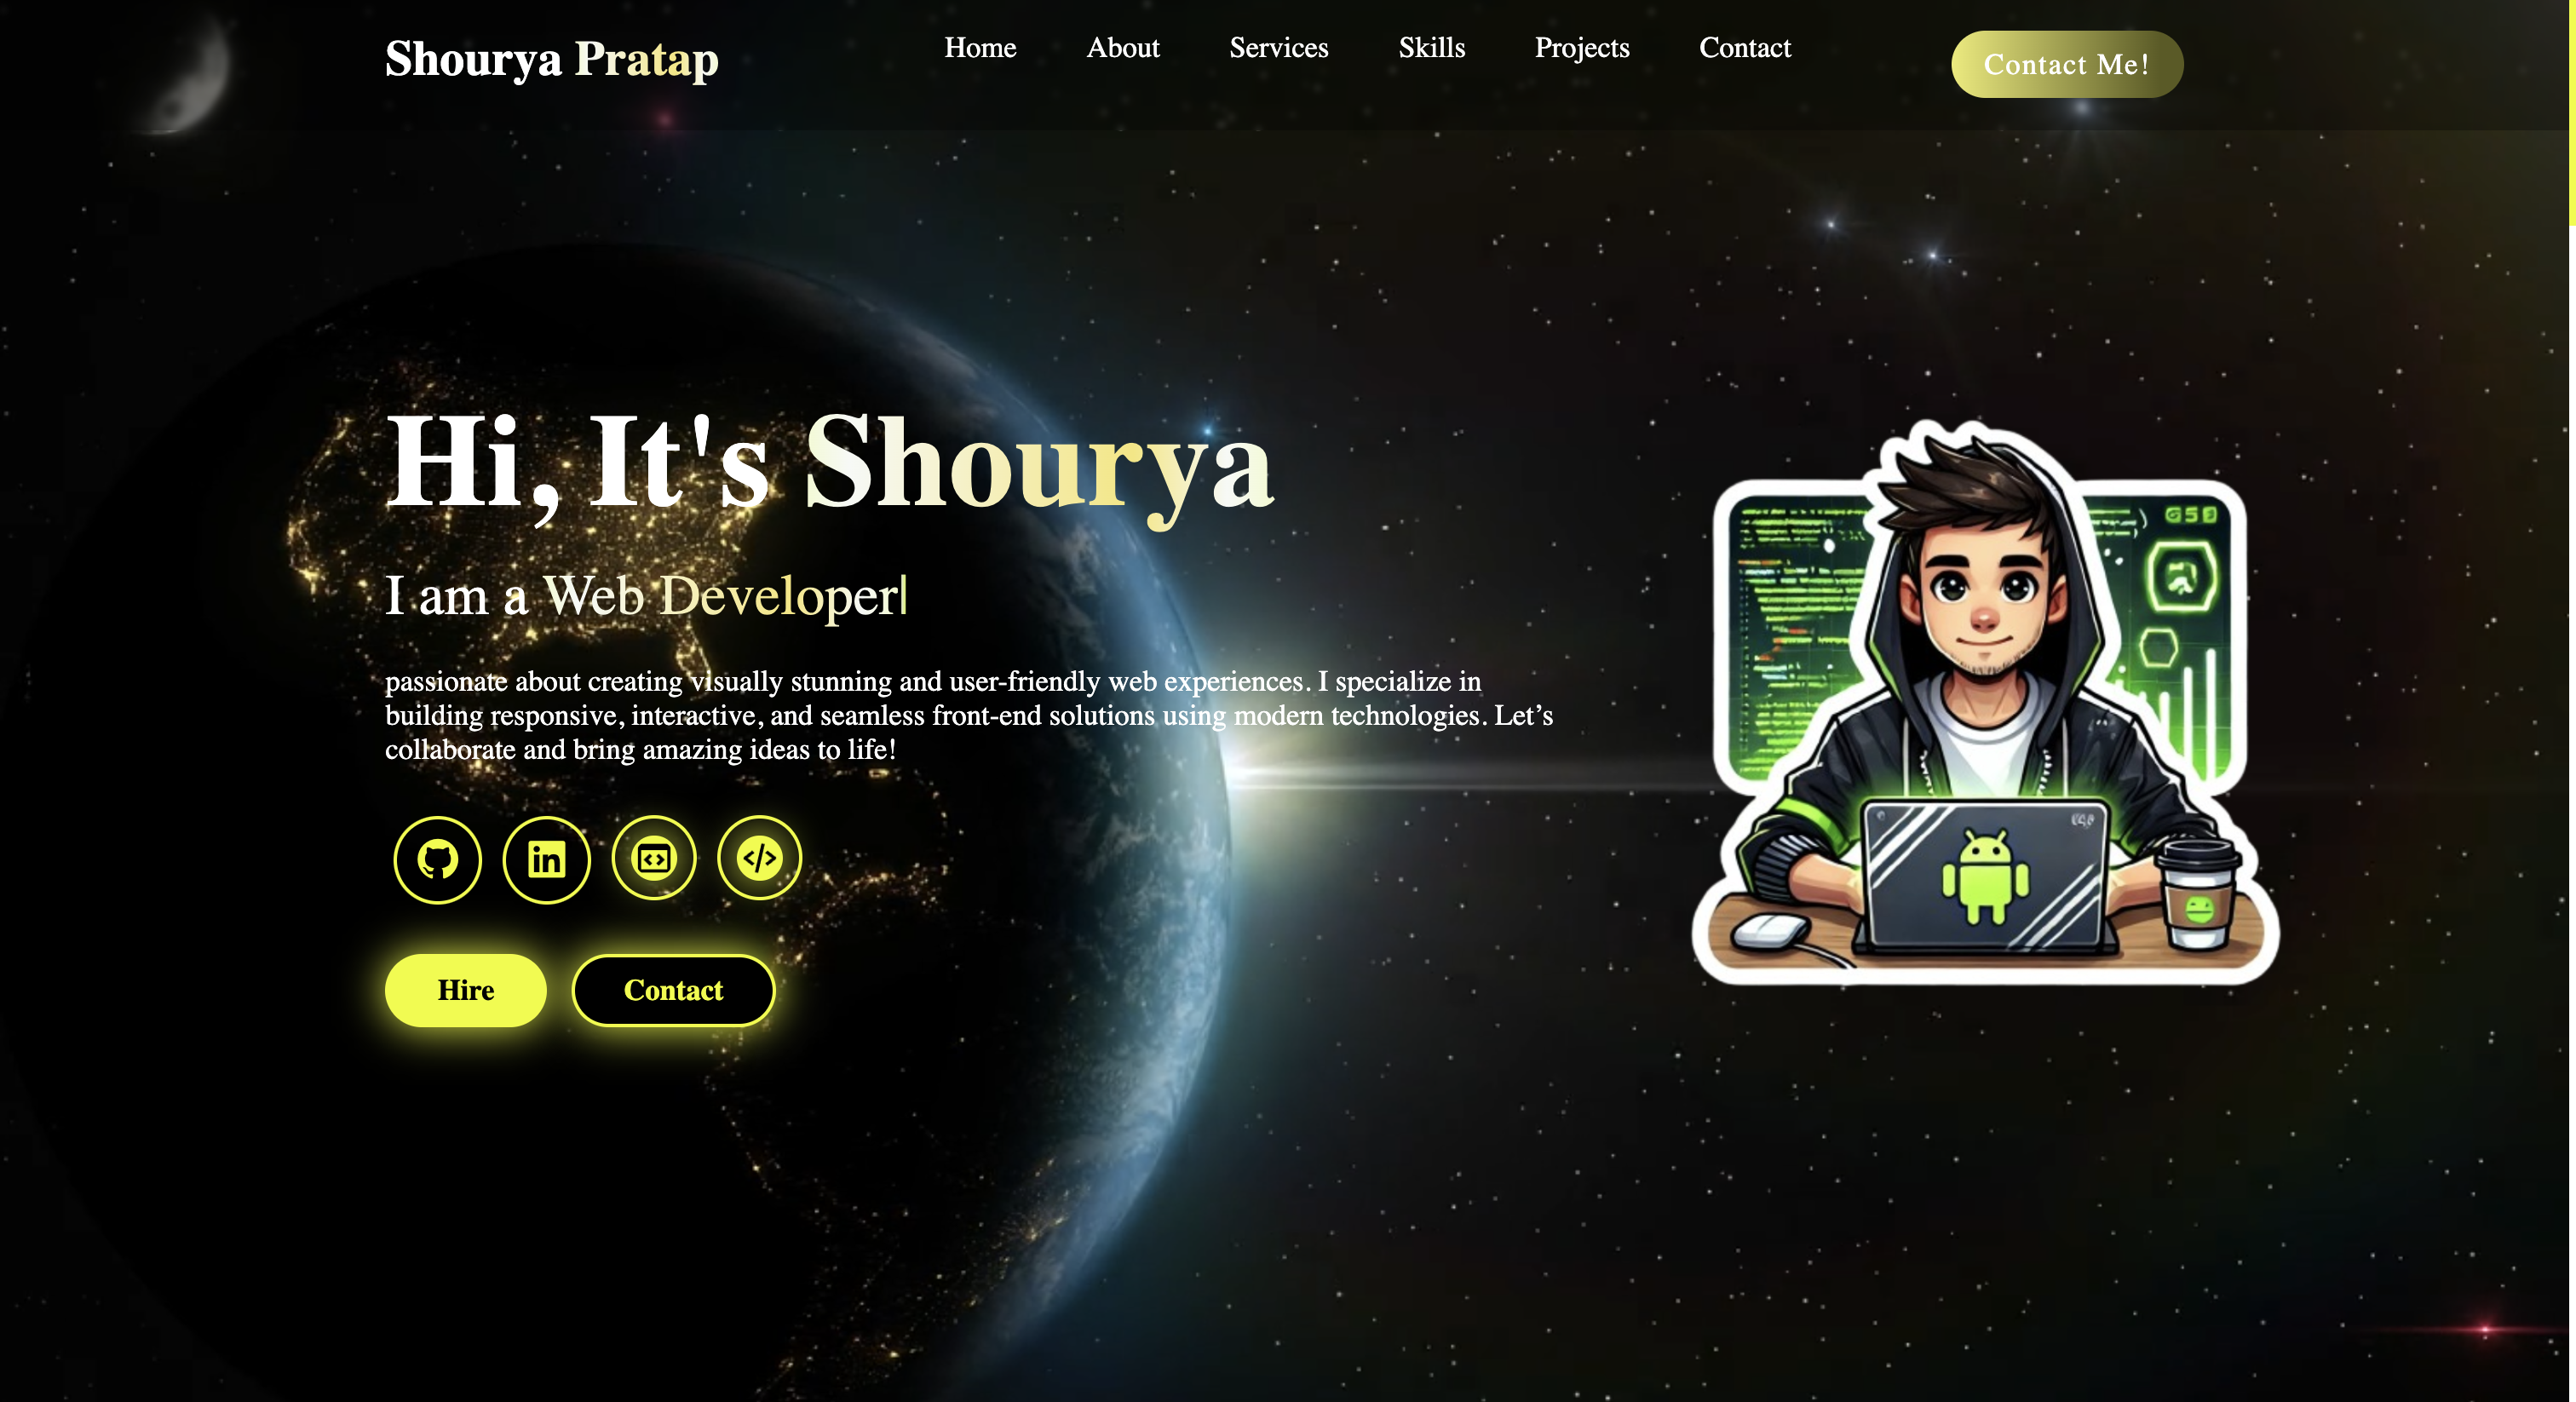 Shourya Pratap
Home About Services Skills Projects Contact
Contact Me!
Hi, It's Shourya
I am a Web Developer
passionate about creating visually stunning and user-friendly web experiences. I specialize in
building responsive, interactive, and seamless front-end solutions using modern technologies. Let’s
collaborate and bring amazing ideas to life!
Hire Contact